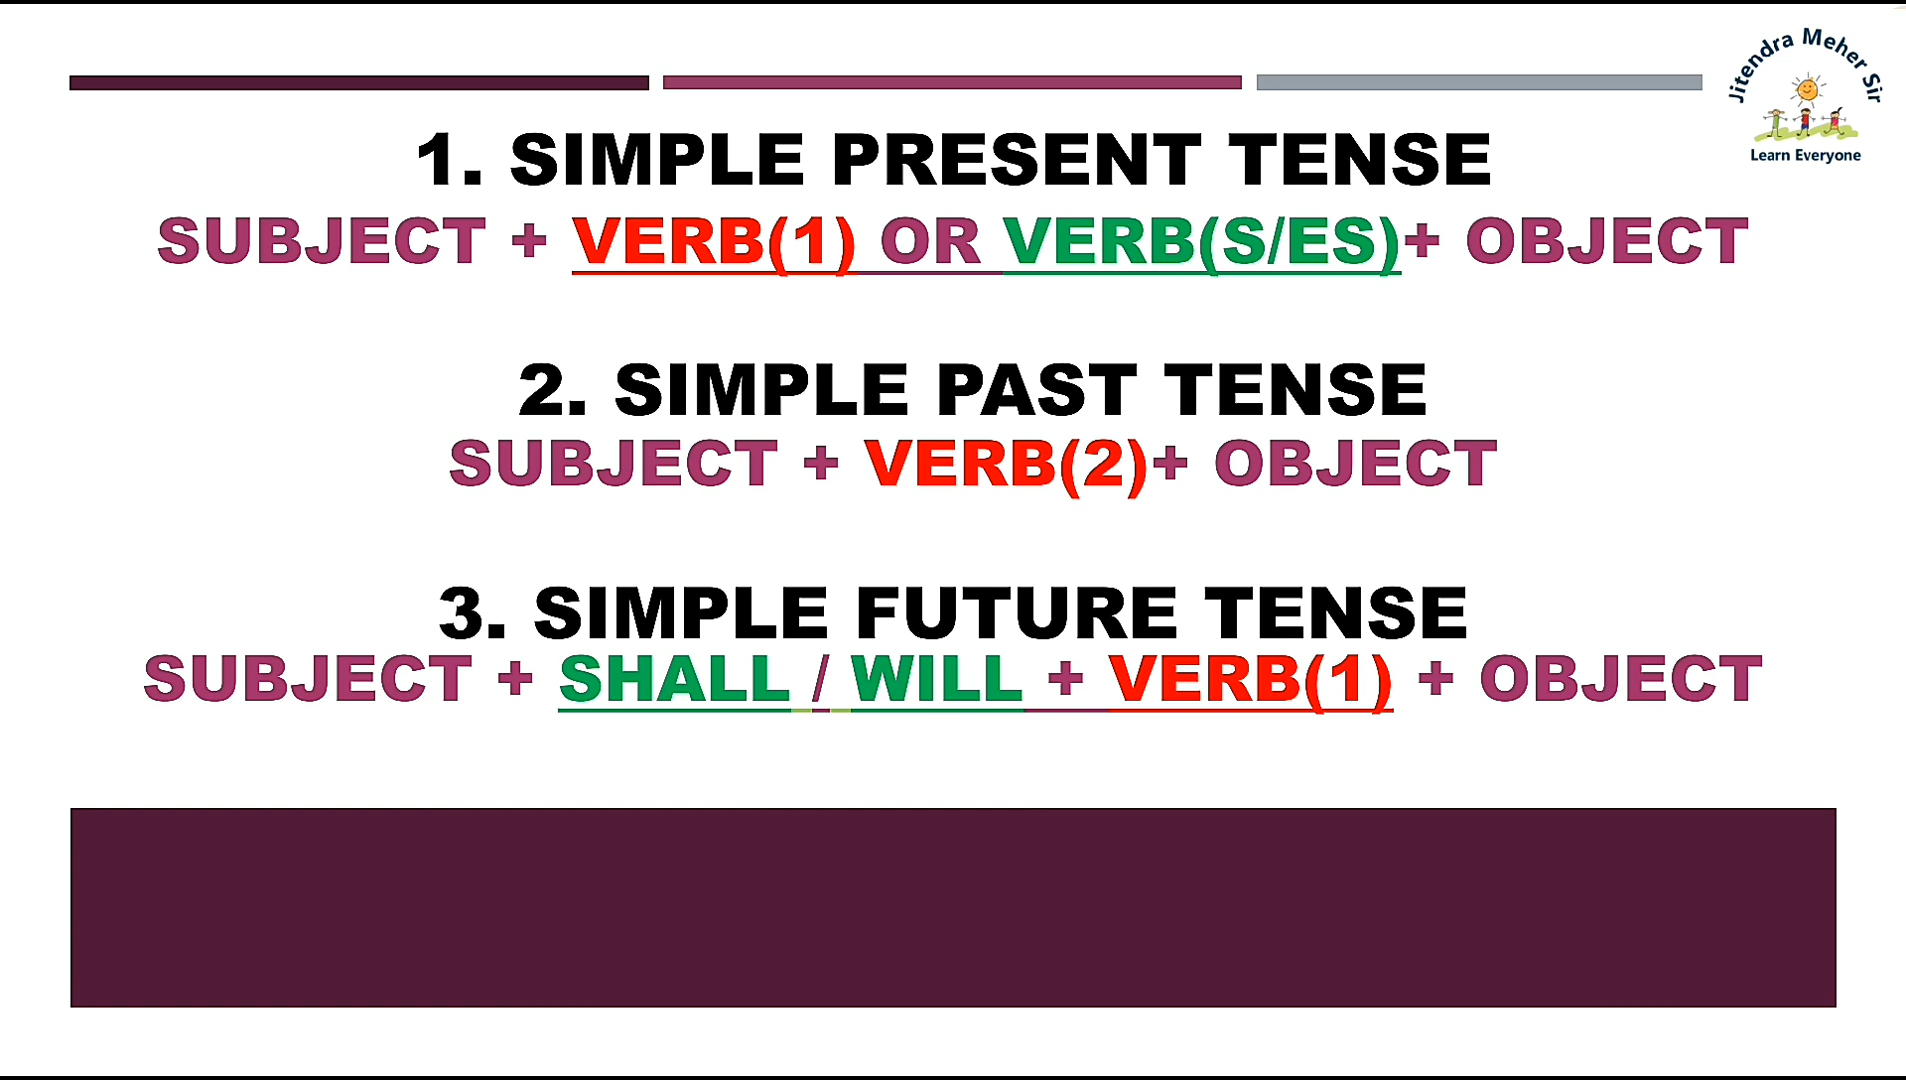 Jitendra Meher Sir
Learn Everyone
1. SIMPLE PRESENT TENSE
SUBJECT + VERB(1) OR VERB(S/ES)+ OBJECT
2. SIMPLE PAST TENSE
SUBJECT + VERB(2)+ OBJECT
3. SIMPLE FUTURE TENSE
SUBJECT + SHALL / WILL + VERB(1) + OBJECT